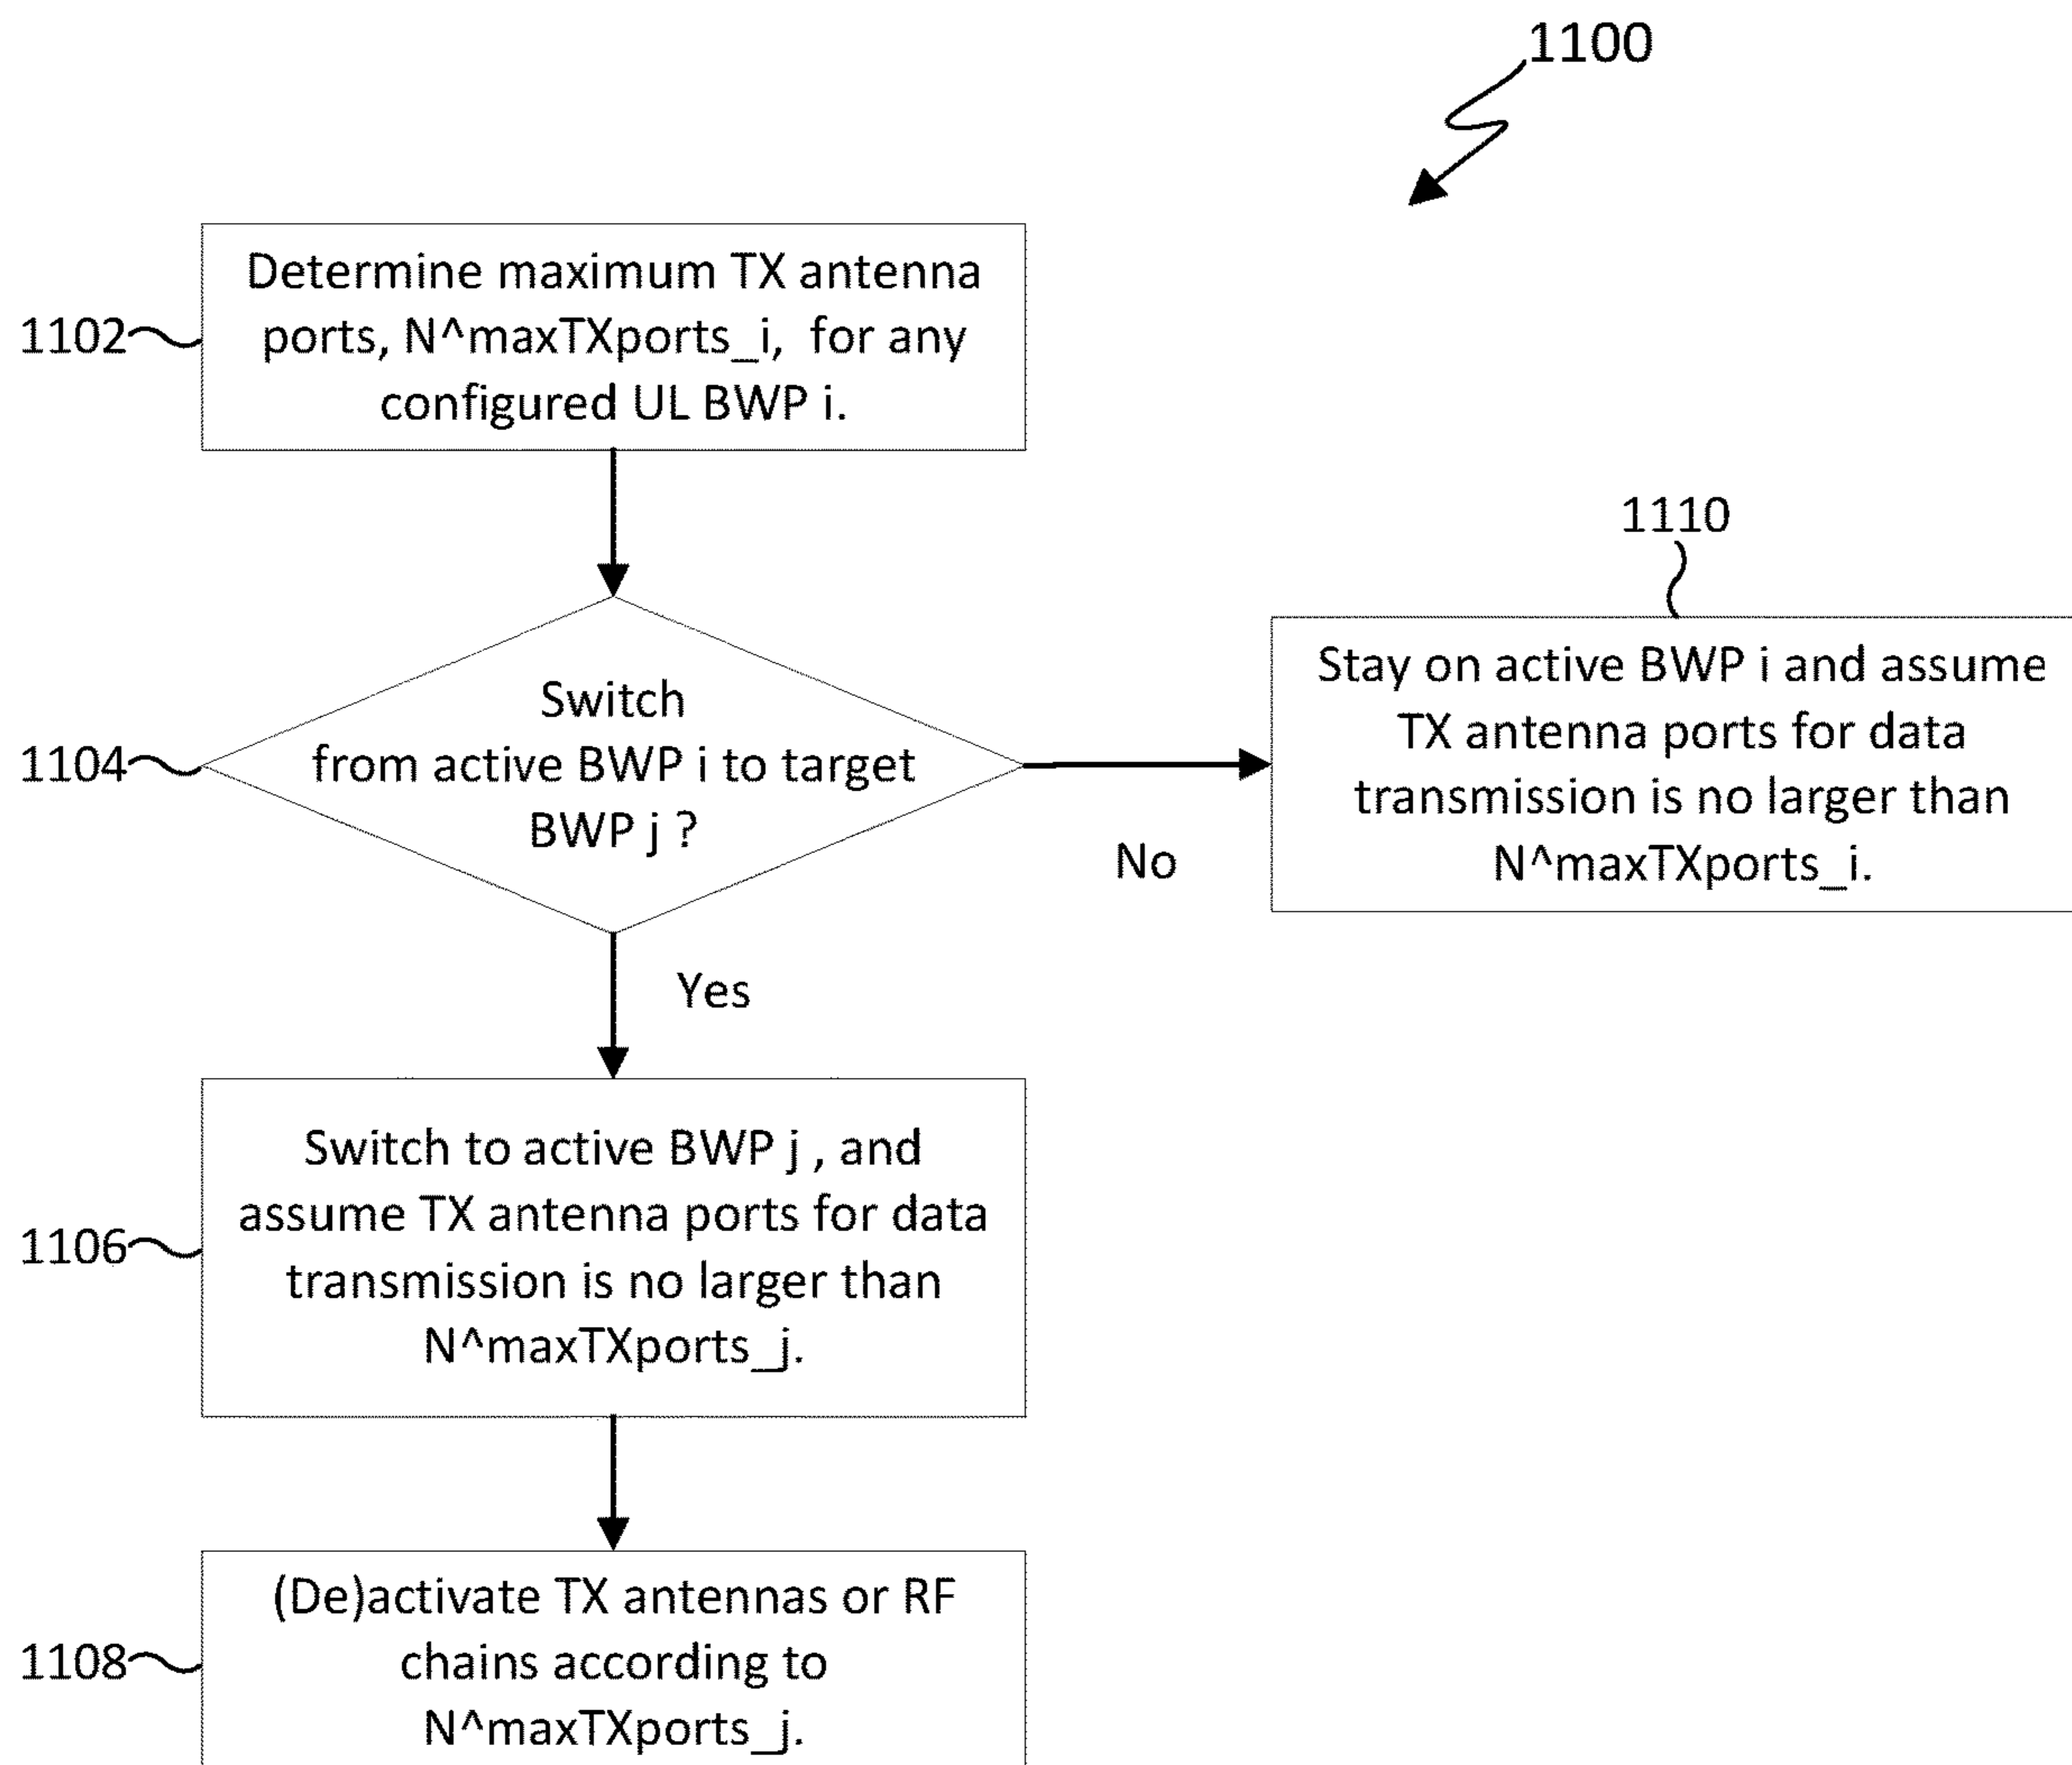 1100
1102
Determine maximum TX antenna
ports, N^maxTXports_i, for any
configured UL BWP i.
1104
Switch
from active BWP i to target
BWP j ?
No
1110
Stay on active BWP i and assume
TX antenna ports for data
transmission is no larger than
N^maxTXports_i.
Yes
1106
Switch to active BWP j , and
assume TX antenna ports for data
transmission is no larger than
N^maxTXports_j.
1108
(De)activate TX antennas or RF
chains according to
N^maxTXports_j.